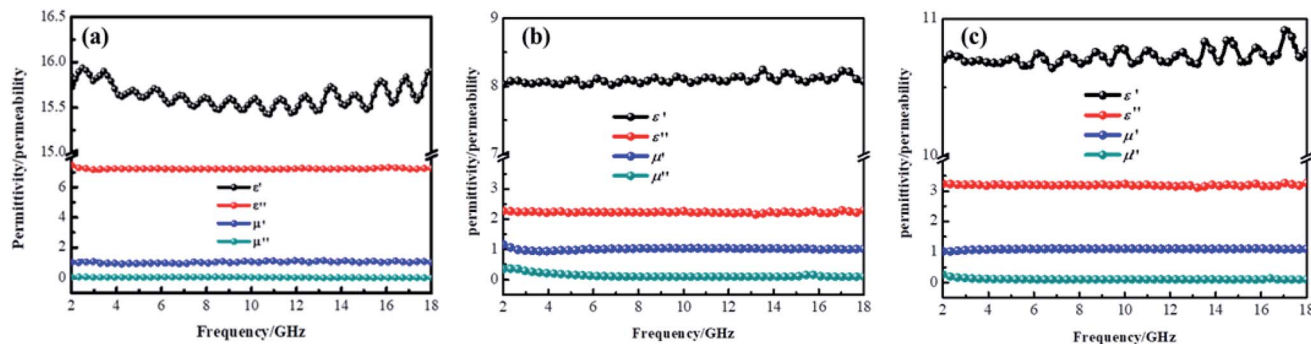 (a)
Permittivity/permeability
16.5
16.0
15.5
15.0
6
4
2
0
ε'
ε''
μ'
μ''
2 4 6 8 10 12 14 16 18
Frequency/GHz
(b)
permittivity/permeability
9
8
7
3
2
1
0
ε'
ε''
μ'
μ''
2 4 6 8 10 12 14 16 18
Frequency/GHz
(c)
permittivity/permeability
11
10
3
2
1
0
ε'
ε''
μ'
μ''
2 4 6 8 10 12 14 16 18
Frequency/GHz